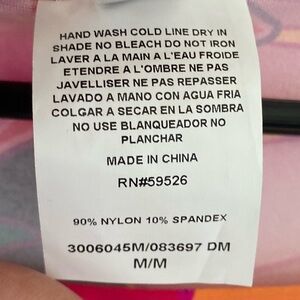 HAND WASH COLD LINE DRY IN
SHADE NO BLEACH DO NOT IRON
LAVER A LA MAIN A L'EAU FROIDE
ETENDRE A L'OMBRE NE PAS
JAVELLISER NE PAS REPASSER
LAVADO A MANO CON AGUA FRIA
COLGAR A SECAR EN LA SOMBRA
NO USE BLANQUEADOR NO
PLANCHAR
MADE IN CHINA
RN#59526
90% NYLON 10% SPANDEX
3006045M/083697 DM
M/M